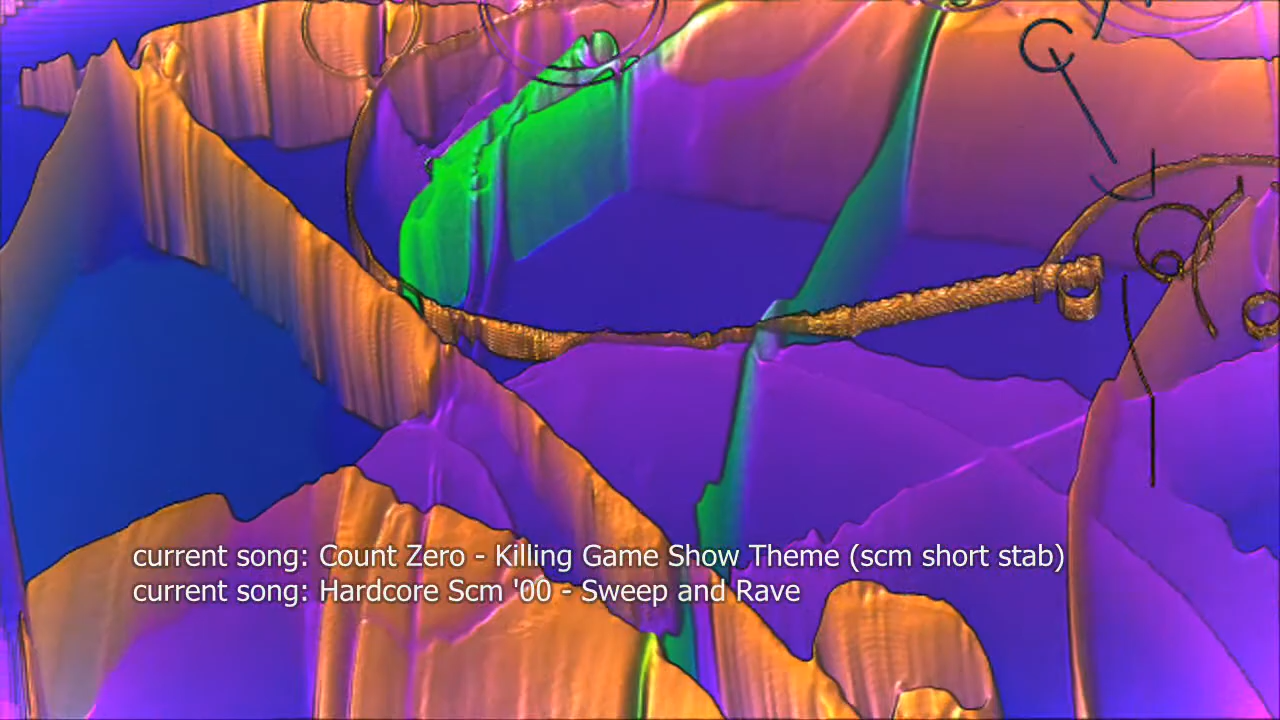 current song: Count Zero - Killing Game Show Theme (scm short stab)
current song: Hardcore Scm '00 - Sweep and Rave